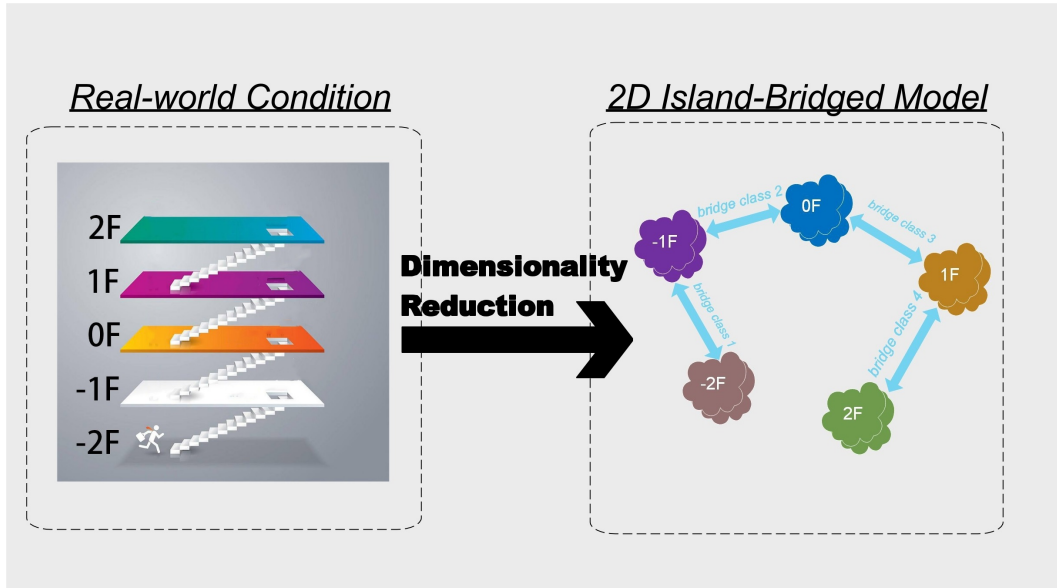 Real-world Condition
2F
1F
0F
-1F
-2F
Dimensionality
Reduction
2D Island-Bridged Model
bridge class 2
0F
bridge class 3
-1F
1F
bridge class 1
bridge class 4
-2F
2F